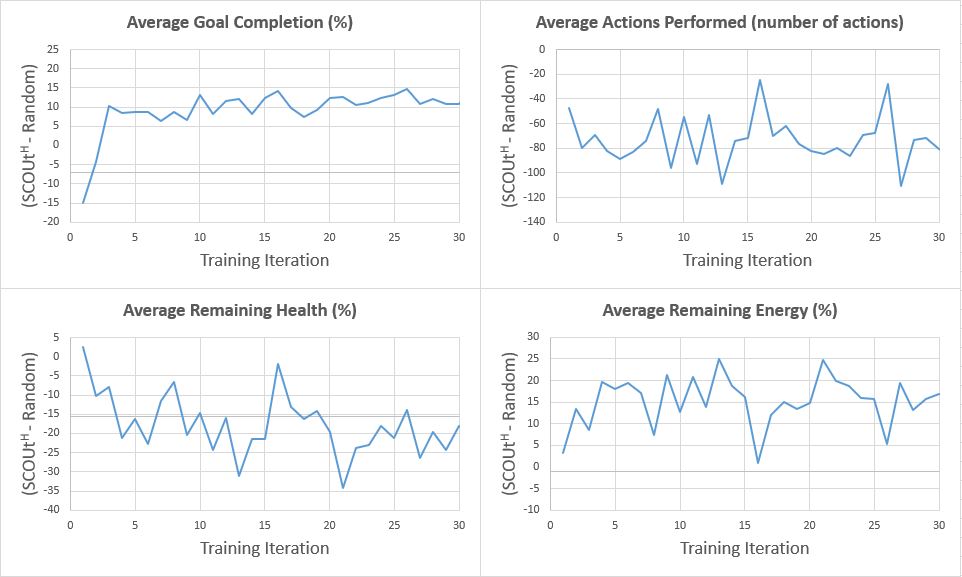 Average Goal Completion (%)
(SCOUtᴴ - Random)
25
20
15
10
5
0
-5
-10
-15
-20
0 5 10 15 20 25 30
Training Iteration
Average Actions Performed (number of actions)
(SCOUtᴴ - Random)
0
-20
-40
-60
-80
-100
-120
-140
0 5 10 15 20 25 30
Training Iteration
Average Remaining Health (%)
(SCOUtᴴ - Random)
5
0
-5
-10
-15
-20
-25
-30
-35
-40
0 5 10 15 20 25 30
Training Iteration
Average Remaining Energy (%)
(SCOUtᴴ - Random)
30
25
20
15
10
5
0
-5
-10
0 5 10 15 20 25 30
Training Iteration